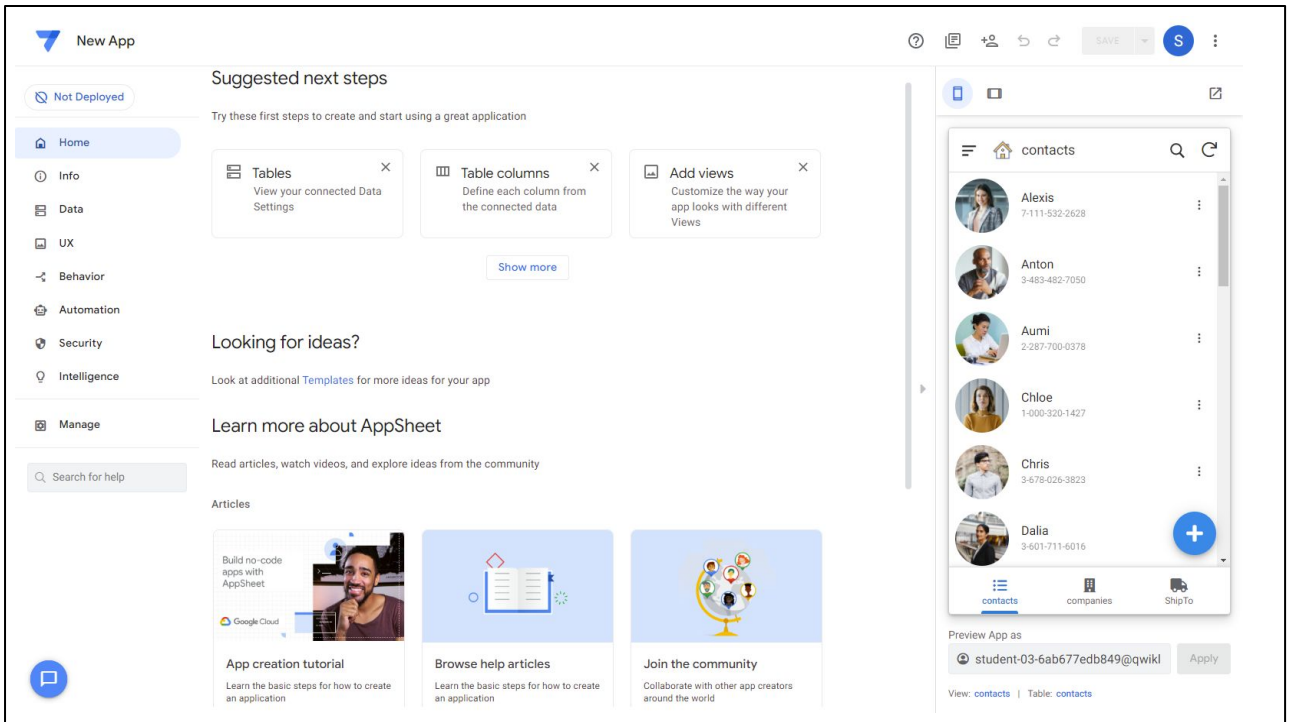 New App
SAVE
S
Not Deployed
Home
Info
Data
UX
Behavior
Automation
Security
Intelligence
Manage
Search for help
Suggested next steps
Try these first steps to create and start using a great application
Tables
View your connected Data
Settings
Table columns
Define each column from
the connected data
Add views
Customize the way your
app looks with different
Views
Show more
Looking for ideas?
Look at additional Templates for more ideas for your app
Learn more about AppSheet
Read articles, watch videos, and explore ideas from the community
Articles
Build no-code
apps with
AppSheet
Google Cloud
App creation tutorial
Learn the basic steps for how to create
an application
Browse help articles
Learn the basic steps for how to create
an application
Join the community
Collaborate with other app creators
around the world
contacts
Alexis
7-111-532-2628
Anton
3-483-482-7050
Aumi
2-287-700-0378
Chloe
1-000-320-1427
Chris
3-678-026-3823
Dalia
3-601-711-6016
contacts
companies
ShipTo
Preview App as
student-03-6ab677edb849@qwikl
Apply
View: contacts | Table: contacts